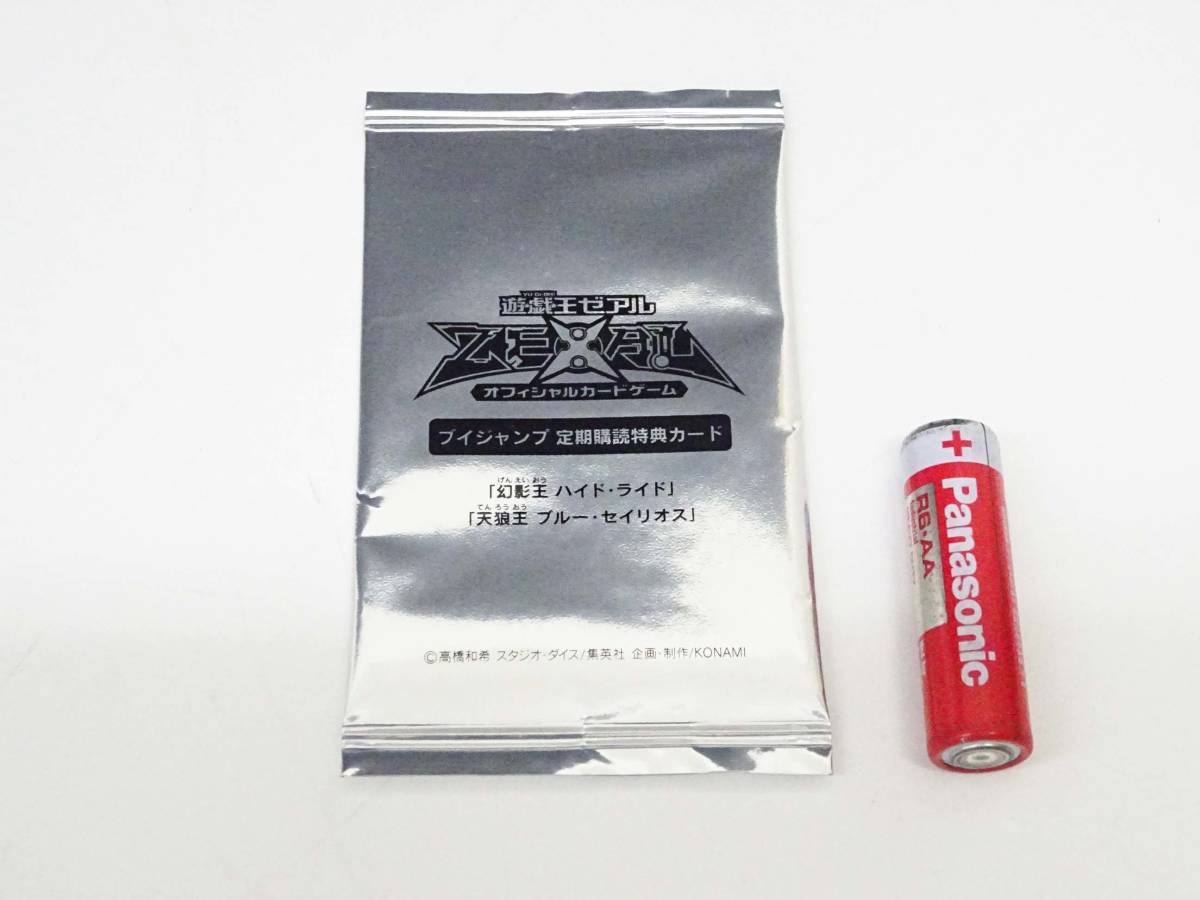 YU-GI-OH!
遊☆戯☆王ゼアル
ZEXAL
オフィシャルカードゲーム
ブイジャンプ 定期購読特典カード
げん えい おう
「幻影王 ハイド・ライド」
てん ろう おう
「天狼王 ブルー・セイリオス」
©高橋和希 スタジオ・ダイス/集英社 企画・制作/KONAMI
+
Panasonic
R6・AA